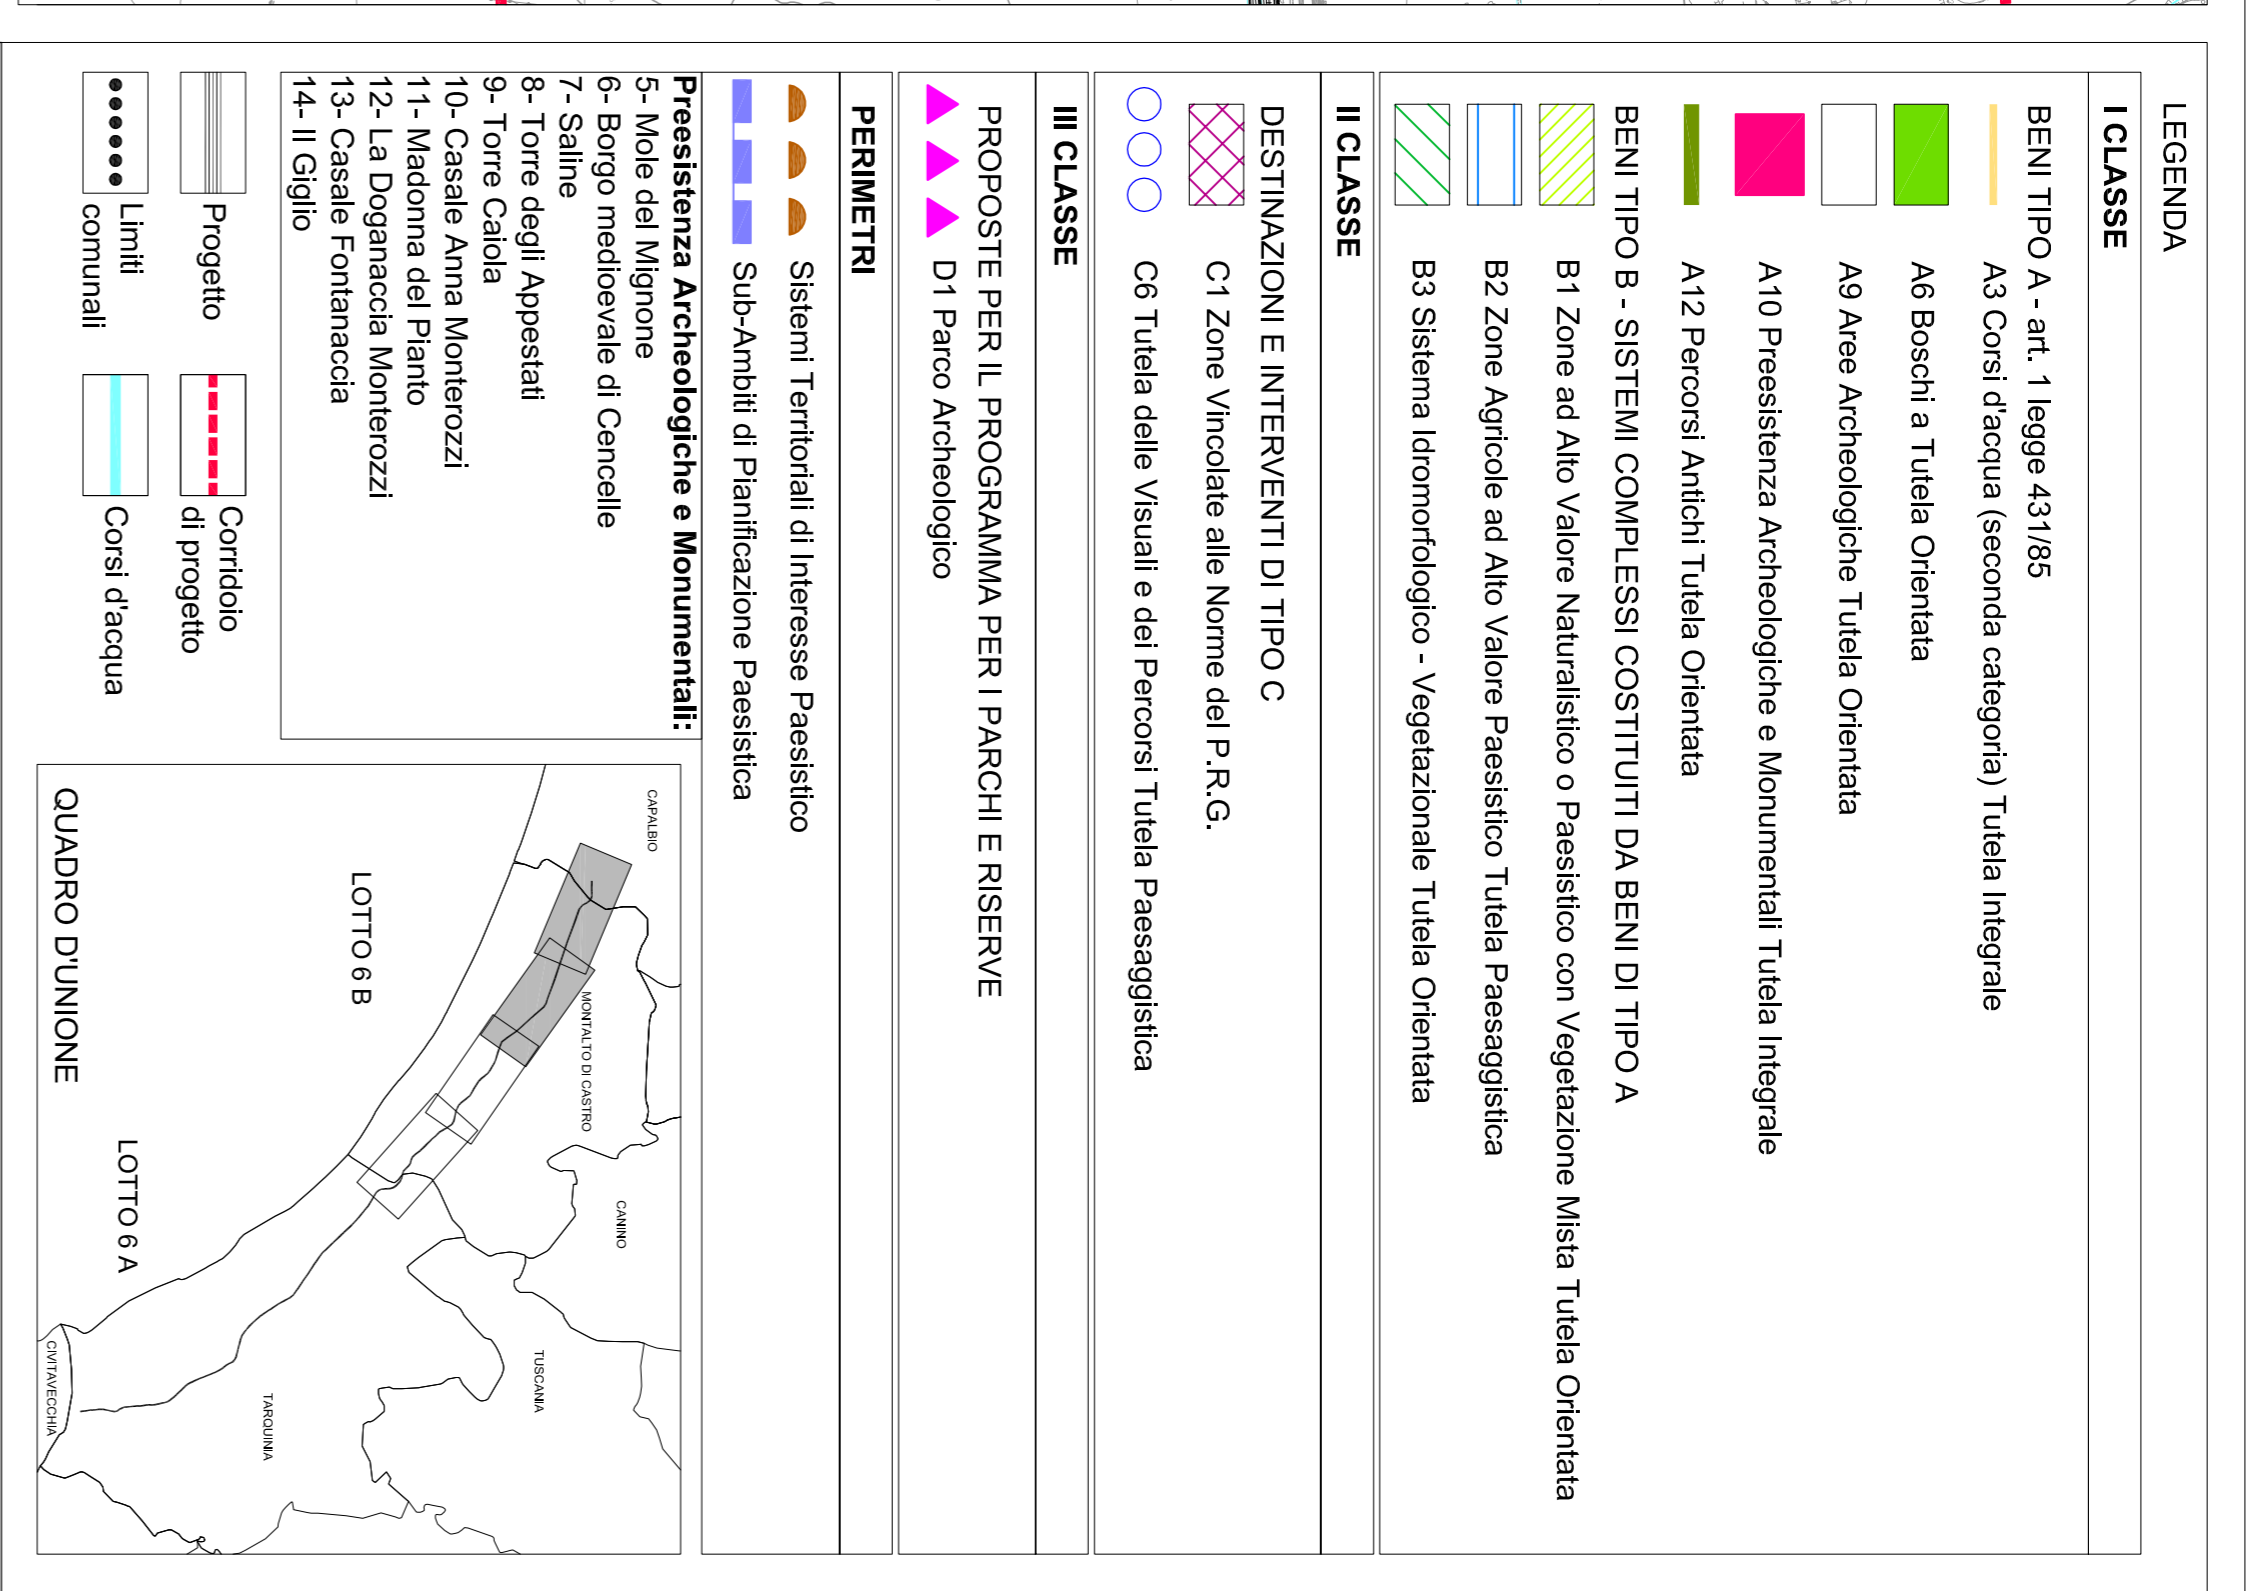 LEGENDA
I CLASSE
BENI TIPO A - art. 1 legge 431/85
A3 Corsi d'acqua (seconda categoria) Tutela Integrale
A6 Boschi a Tutela Orientata
A9 Aree Archeologiche Tutela Orientata
A10 Preesistenza Archeologiche e Monumentali Tutela Integrale
A12 Percorsi Antichi Tutela Orientata
BENI TIPO B - SISTEMI COMPLESSI COSTITUITI DA BENI DI TIPO A
B1 Zone ad Alto Valore Naturalistico o Paesistico con Vegetazione Mista Tutela Orientata
B2 Zone Agricole ad Alto Valore Paesistico Tutela Paesaggistica
B3 Sistema Idromorfologico - Vegetazionale Tutela Orientata
II CLASSE
DESTINAZIONI E INTERVENTI DI TIPO C
C1 Zone Vincolate alle Norme del P.R.G.
C6 Tutela delle Visuali e dei Percorsi Tutela Paesaggistica
III CLASSE
PROPOSTE PER IL PROGRAMMA PER I PARCHI E RISERVE
D1 Parco Archeologico
PERIMETRI
Sistemi Territoriali di Interesse Paesistico
Sub-Ambiti di Pianificazione Paesistica
Preesistenza Archeologiche e Monumentali:
5- Mole del Mignone
6- Borgo medioevale di Cencelle
7- Saline
8- Torre degli Appestati
9- Torre Caiola
10- Casale Anna Monterozzi
11- Madonna del Pianto
12- La Doganaccia Monterozzi
13- Casale Fontanaccia
14- Il Giglio
Progetto
Corridoio
di progetto
Limiti
comunali
Corsi d'acqua
CAPALBIO
MONTALTO DI CASTRO
CANINO
TUSCANIA
LOTTO 6 B
TARQUINIA
LOTTO 6 A
CIVITAVECCHIA
QUADRO D'UNIONE